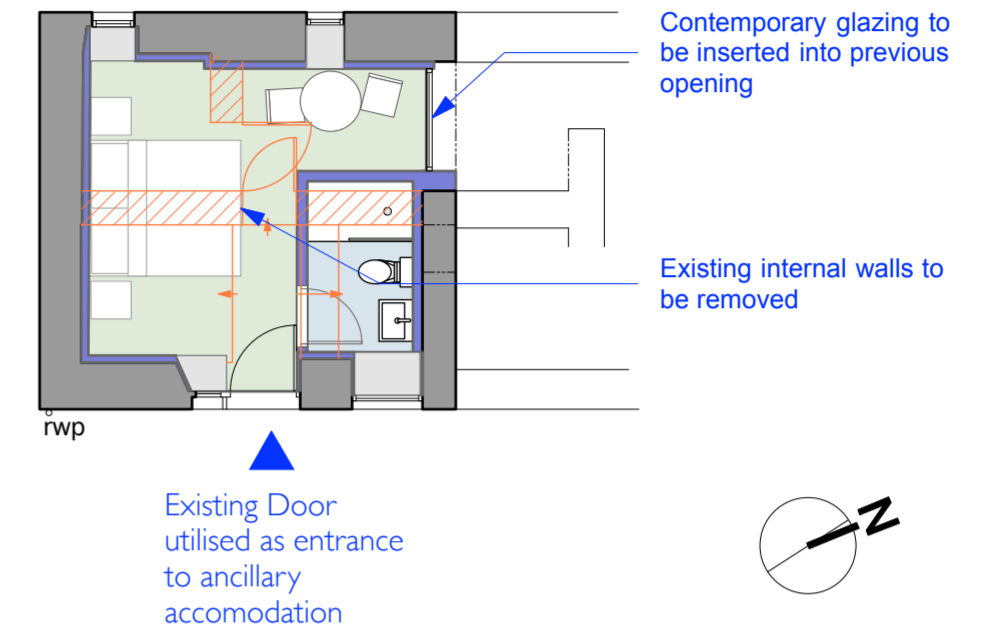 Contemporary glazing to
be inserted into previous
opening
Existing internal walls to
be removed
rwp
Existing Door
utilised as entrance
to ancillary
accomodation
N